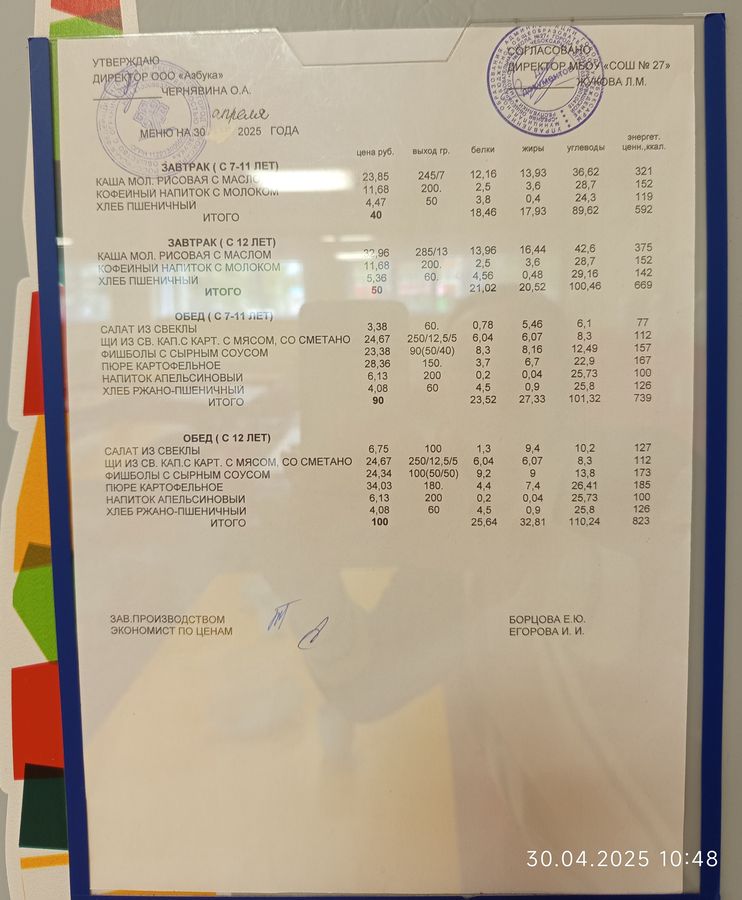 УТВЕРЖДАЮ
ДИРЕКТОР ООО «Азбука»
ЧЕРНЯВИНА О.А.
СОГЛАСОВАНО
ДИРЕКТОР МБОУ «СОШ № 27»
ЖУКОВА Л.М.
апреля
МЕНЮ НА 30 2025 ГОДА
цена руб. выход гр. белки жиры углеводы энергет. ценн.,ккал.
ЗАВТРАК ( С 7-11 ЛЕТ)
КАША МОЛ. РИСОВАЯ С МАСЛОМ 23,85 245/7 12,16 13,93 36,62 321
КОФЕЙНЫЙ НАПИТОК С МОЛОКОМ 11,68 200. 2,5 3,6 28,7 152
ХЛЕБ ПШЕНИЧНЫЙ 4,47 50 3,8 0,4 24,3 119
ИТОГО 40 18,46 17,93 89,62 592
ЗАВТРАК ( С 12 ЛЕТ)
КАША МОЛ. РИСОВАЯ С МАСЛОМ 32,96 285/13 13,96 16,44 42,6 375
КОФЕЙНЫЙ НАПИТОК С МОЛОКОМ 11,68 200. 2,5 3,6 28,7 152
ХЛЕБ ПШЕНИЧНЫЙ 5,36 60. 4,56 0,48 29,16 142
ИТОГО 50 21,02 20,52 100,46 669
ОБЕД ( С 7-11 ЛЕТ)
САЛАТ ИЗ СВЕКЛЫ 3,38 60. 0,78 5,46 6,1 77
ЩИ ИЗ СВ. КАП.С КАРТ. С МЯСОМ, СО СМЕТАНО 24,67 250/12,5/5 6,04 6,07 8,3 112
ФИШБОЛЫ С СЫРНЫМ СОУСОМ 23,38 90(50/40) 8,3 8,16 12,49 157
ПЮРЕ КАРТОФЕЛЬНОЕ 28,36 150. 3,7 6,7 22,9 167
НАПИТОК АПЕЛЬСИНОВЫЙ 6,13 200 0,2 0,04 25,73 100
ХЛЕБ РЖАНО-ПШЕНИЧНЫЙ 4,08 60 4,5 0,9 25,8 126
ИТОГО 90 23,52 27,33 101,32 739
ОБЕД ( С 12 ЛЕТ)
САЛАТ ИЗ СВЕКЛЫ 6,75 100 1,3 9,4 10,2 127
ЩИ ИЗ СВ. КАП.С КАРТ. С МЯСОМ, СО СМЕТАНО 24,67 250/12,5/5 6,04 6,07 8,3 112
ФИШБОЛЫ С СЫРНЫМ СОУСОМ 24,34 100(50/50) 9,2 9 13,8 173
ПЮРЕ КАРТОФЕЛЬНОЕ 34,03 180. 4,4 7,4 26,41 185
НАПИТОК АПЕЛЬСИНОВЫЙ 6,13 200 0,2 0,04 25,73 100
ХЛЕБ РЖАНО-ПШЕНИЧНЫЙ 4,08 60 4,5 0,9 25,8 126
ИТОГО 100 25,64 32,81 110,24 823
ЗАВ.ПРОИЗВОДСТВОМ БОРЦОВА Е.Ю.
ЭКОНОМИСТ ПО ЦЕНАМ ЕГОРОВА И. И.
30.04.2025 10:48